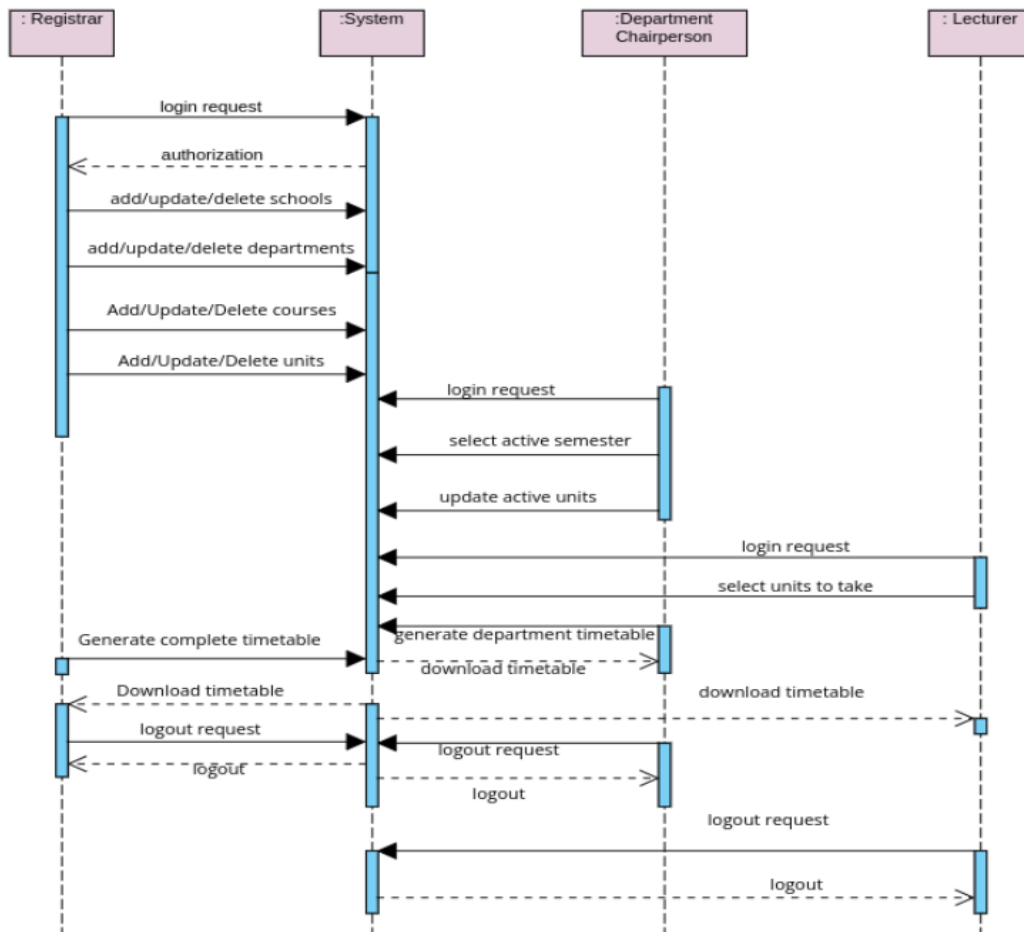 : Registrar
:System
:Department
Chairperson
: Lecturer
login request
authorization
add/update/delete schools
add/update/delete departments
Add/Update/Delete courses
Add/Update/Delete units
login request
select active semester
update active units
login request
select units to take
generate department timetable
Generate complete timetable
download timetable
Download timetable
download timetable
logout request
logout request
logout
logout
logout request
logout